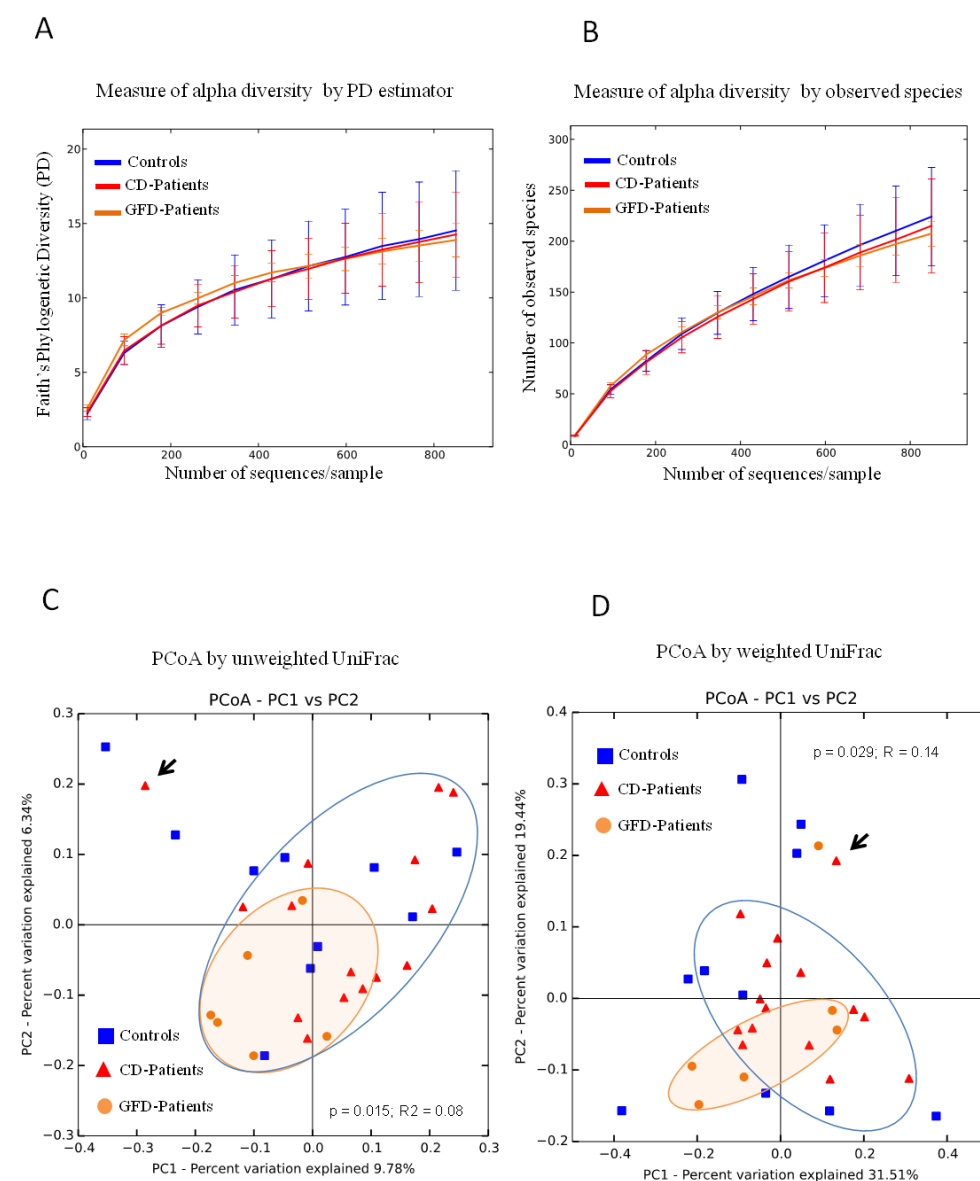 A
Measure of alpha diversity by PD estimator
Faith's Phylogenetic Diversity (PD)
20
15
10
5
0
Controls
CD-Patients
GFD-Patients
0 200 400 600 800
Number of sequences/sample
B
Measure of alpha diversity by observed species
Number of observed species
300
250
200
150
100
50
0
Controls
CD-Patients
GFD-Patients
0 200 400 600 800
Number of sequences/sample
C
PCoA by unweighted UniFrac
PCoA - PC1 vs PC2
PC2 - Percent variation explained 6.34%
0.3
0.2
0.1
0.0
−0.1
−0.2
−0.3
Controls
CD-Patients
GFD-Patients
p = 0.015; R2 = 0.08
−0.4 −0.3 −0.2 −0.1 0.0 0.1 0.2 0.3
PC1 - Percent variation explained 9.78%
D
PCoA by weighted UniFrac
PCoA - PC1 vs PC2
PC2 - Percent variation explained 19.44%
0.4
0.3
0.2
0.1
0.0
−0.1
−0.2
Controls
CD-Patients
GFD-Patients
p = 0.029; R = 0.14
−0.4 −0.2 0.0 0.2 0.4
PC1 - Percent variation explained 31.51%